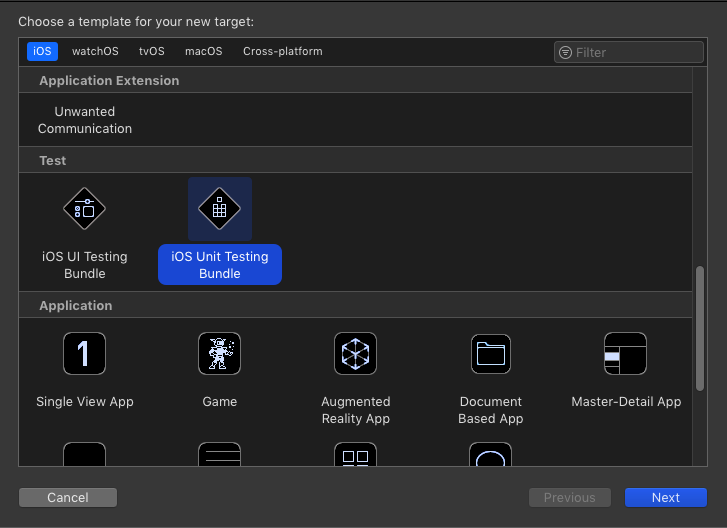 Choose a template for your new target:
iOS watchOS tvOS macOS Cross-platform Filter
Application Extension
Unwanted
Communication
Test
iOS UI Testing
Bundle
iOS Unit Testing
Bundle
Application
1
Single View App
Game
Augmented
Reality App
Document
Based App
Master-Detail App
Cancel
Previous
Next